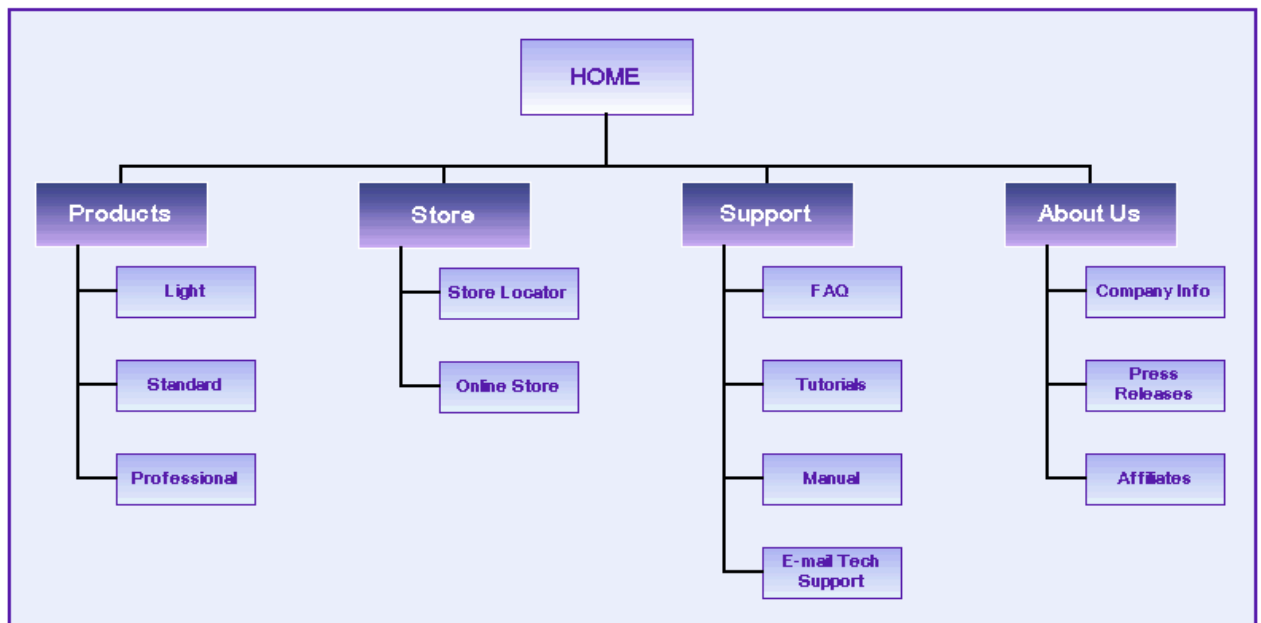 HOME
Products
Store
Support
About Us
Light
Store Locator
FAQ
Company Info
Standard
Online Store
Tutorials
Press
Releases
Professional
Manual
Affiliates
E-mail Tech
Support